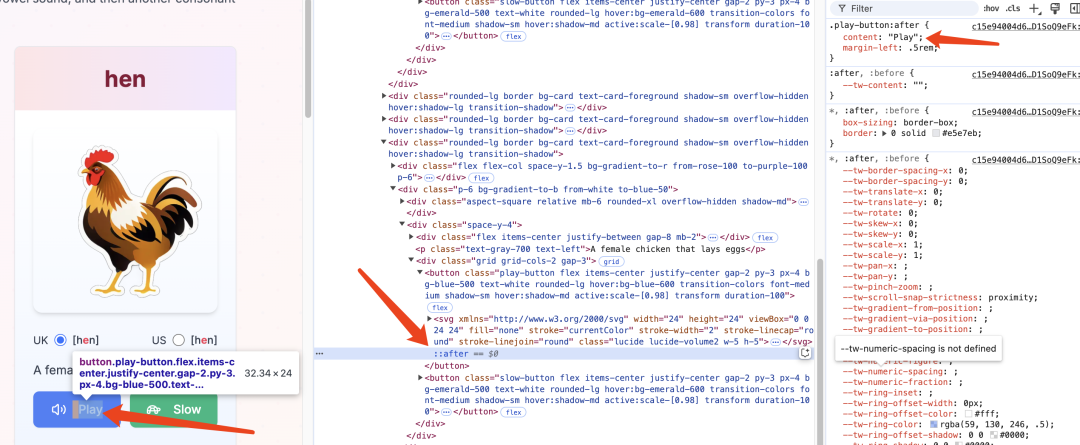 vowel sound, and then another consonant
hen
UK [hen] US [hen]
A fema
button.play-button.flex.items-c
enter.justify-center.gap-2.py-3.
px-4.bg-blue-500.text-...
32.34 × 24
Play
Slow
<button class="slow-button flex items-center justify-center gap-2 py-3 px-4 b
g-emerald-500 text-white rounded-lg hover:bg-emerald-600 transition-colors fo
nt-medium shadow-sm hover:shadow-md active:scale-[0.98] transform duration-10
0">⋯</button> flex
</div>
</div>
</div>
</div>
<div class="rounded-lg border bg-card text-card-foreground shadow-sm overflow-hidden
hover:shadow-lg transition-shadow">⋯</div>
<div class="rounded-lg border bg-card text-card-foreground shadow-sm overflow-hidden
hover:shadow-lg transition-shadow">⋯</div>
<div class="rounded-lg border bg-card text-card-foreground shadow-sm overflow-hidden
hover:shadow-lg transition-shadow">
<div class="flex flex-col space-y-1.5 bg-gradient-to-r from-rose-100 to-purple-100
p-6">⋯</div> flex
<div class="p-6 bg-gradient-to-b from-white to-blue-50">
<div class="aspect-square relative mb-6 rounded-xl overflow-hidden shadow-md">⋯
</div>
<div class="space-y-4">
<div class="flex items-center justify-between gap-8 mb-2">⋯</div> flex
<p class="text-gray-700 text-left">A female chicken that lays eggs</p>
<div class="grid grid-cols-2 gap-3"> grid
<button class="play-button flex items-center justify-center gap-2 py-3 px-4 b
g-blue-500 text-white rounded-lg hover:bg-blue-600 transition-colors font-med
ium shadow-sm hover:shadow-md active:scale-[0.98] transform duration-100">
flex
<svg xmlns="http://www.w3.org/2000/svg" width="24" height="24" viewBox="0 0
24 24" fill="none" stroke="currentColor" stroke-width="2" stroke-linecap="ro
und" stroke-linejoin="round" class="lucide lucide-volume2 w-5 h-5">⋯</svg>
::after == $0
</button>
<button class="slow-button flex items-center justify-center gap-2 py-3 px-4 b
g-emerald-500 text-white rounded-lg hover:bg-emerald-600 transition-colors fo
nt-medium shadow-sm hover:shadow-md active:scale-[0.98] transform duration-10
0">⋯</button> flex
</div>
</div>
Filter :hov .cls
.play-button:after { c15e94004d6…D1SoQ9eFk:
content: "Play";
margin-left: .5rem;
}
:after, :before { c15e94004d6…D1SoQ9eFk:
--tw-content: "";
}
*, :after, :before { c15e94004d6…D1SoQ9eFk:
box-sizing: border-box;
border: 0 solid #e5e7eb;
}
*, :after, :before { c15e94004d6…D1SoQ9eFk:
--tw-border-spacing-x: 0;
--tw-border-spacing-y: 0;
--tw-translate-x: 0;
--tw-translate-y: 0;
--tw-rotate: 0;
--tw-skew-x: 0;
--tw-skew-y: 0;
--tw-scale-x: 1;
--tw-scale-y: 1;
--tw-pan-x: ;
--tw-pan-y: ;
--tw-pinch-zoom: ;
--tw-scroll-snap-strictness: proximity;
--tw-gradient-from-position: ;
--tw-gradient-via-position: ;
--tw-gradient-to-position: ;
--tw-numeric-spacing is not defined
--tw-numeric-spacing: ;
--tw-numeric-fraction: ;
--tw-ring-inset: ;
--tw-ring-offset-width: 0px;
--tw-ring-offset-color: #fff;
--tw-ring-color: rgba(59, 130, 246, .5);
--tw-ring-offset-shadow: 0 0 #0000;